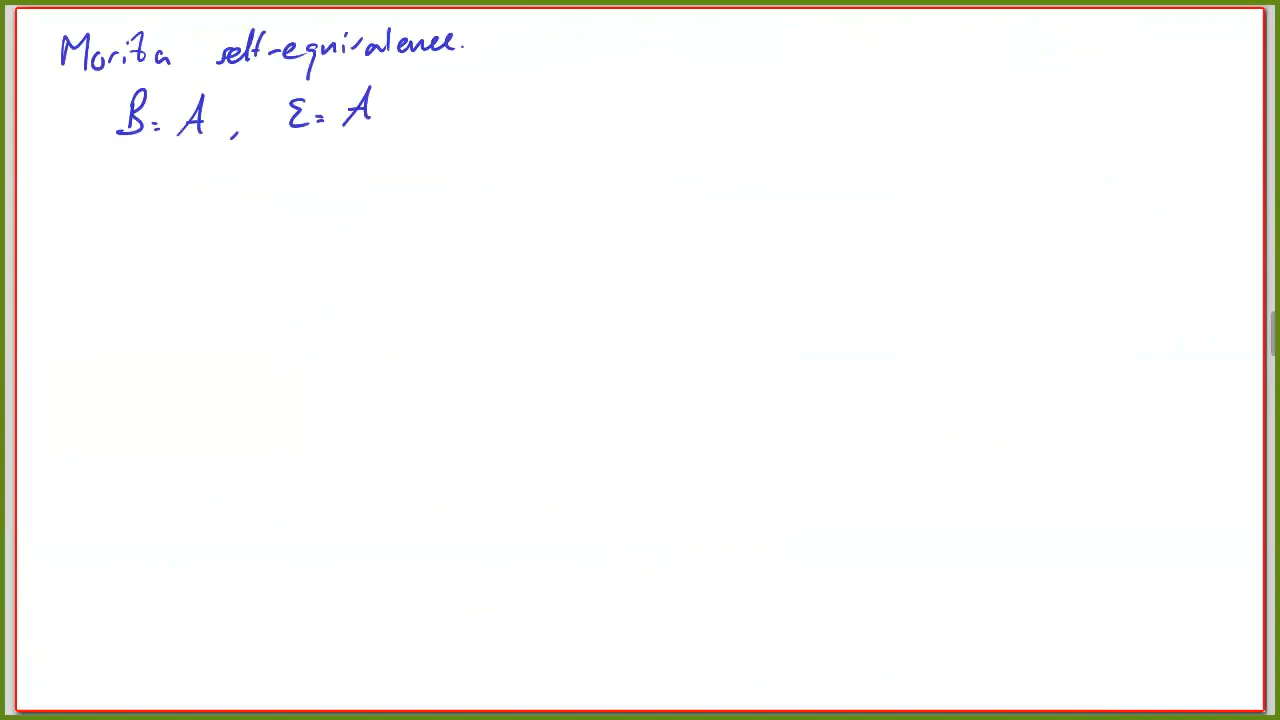 Morita self-equivalence.
B = A , ε = A